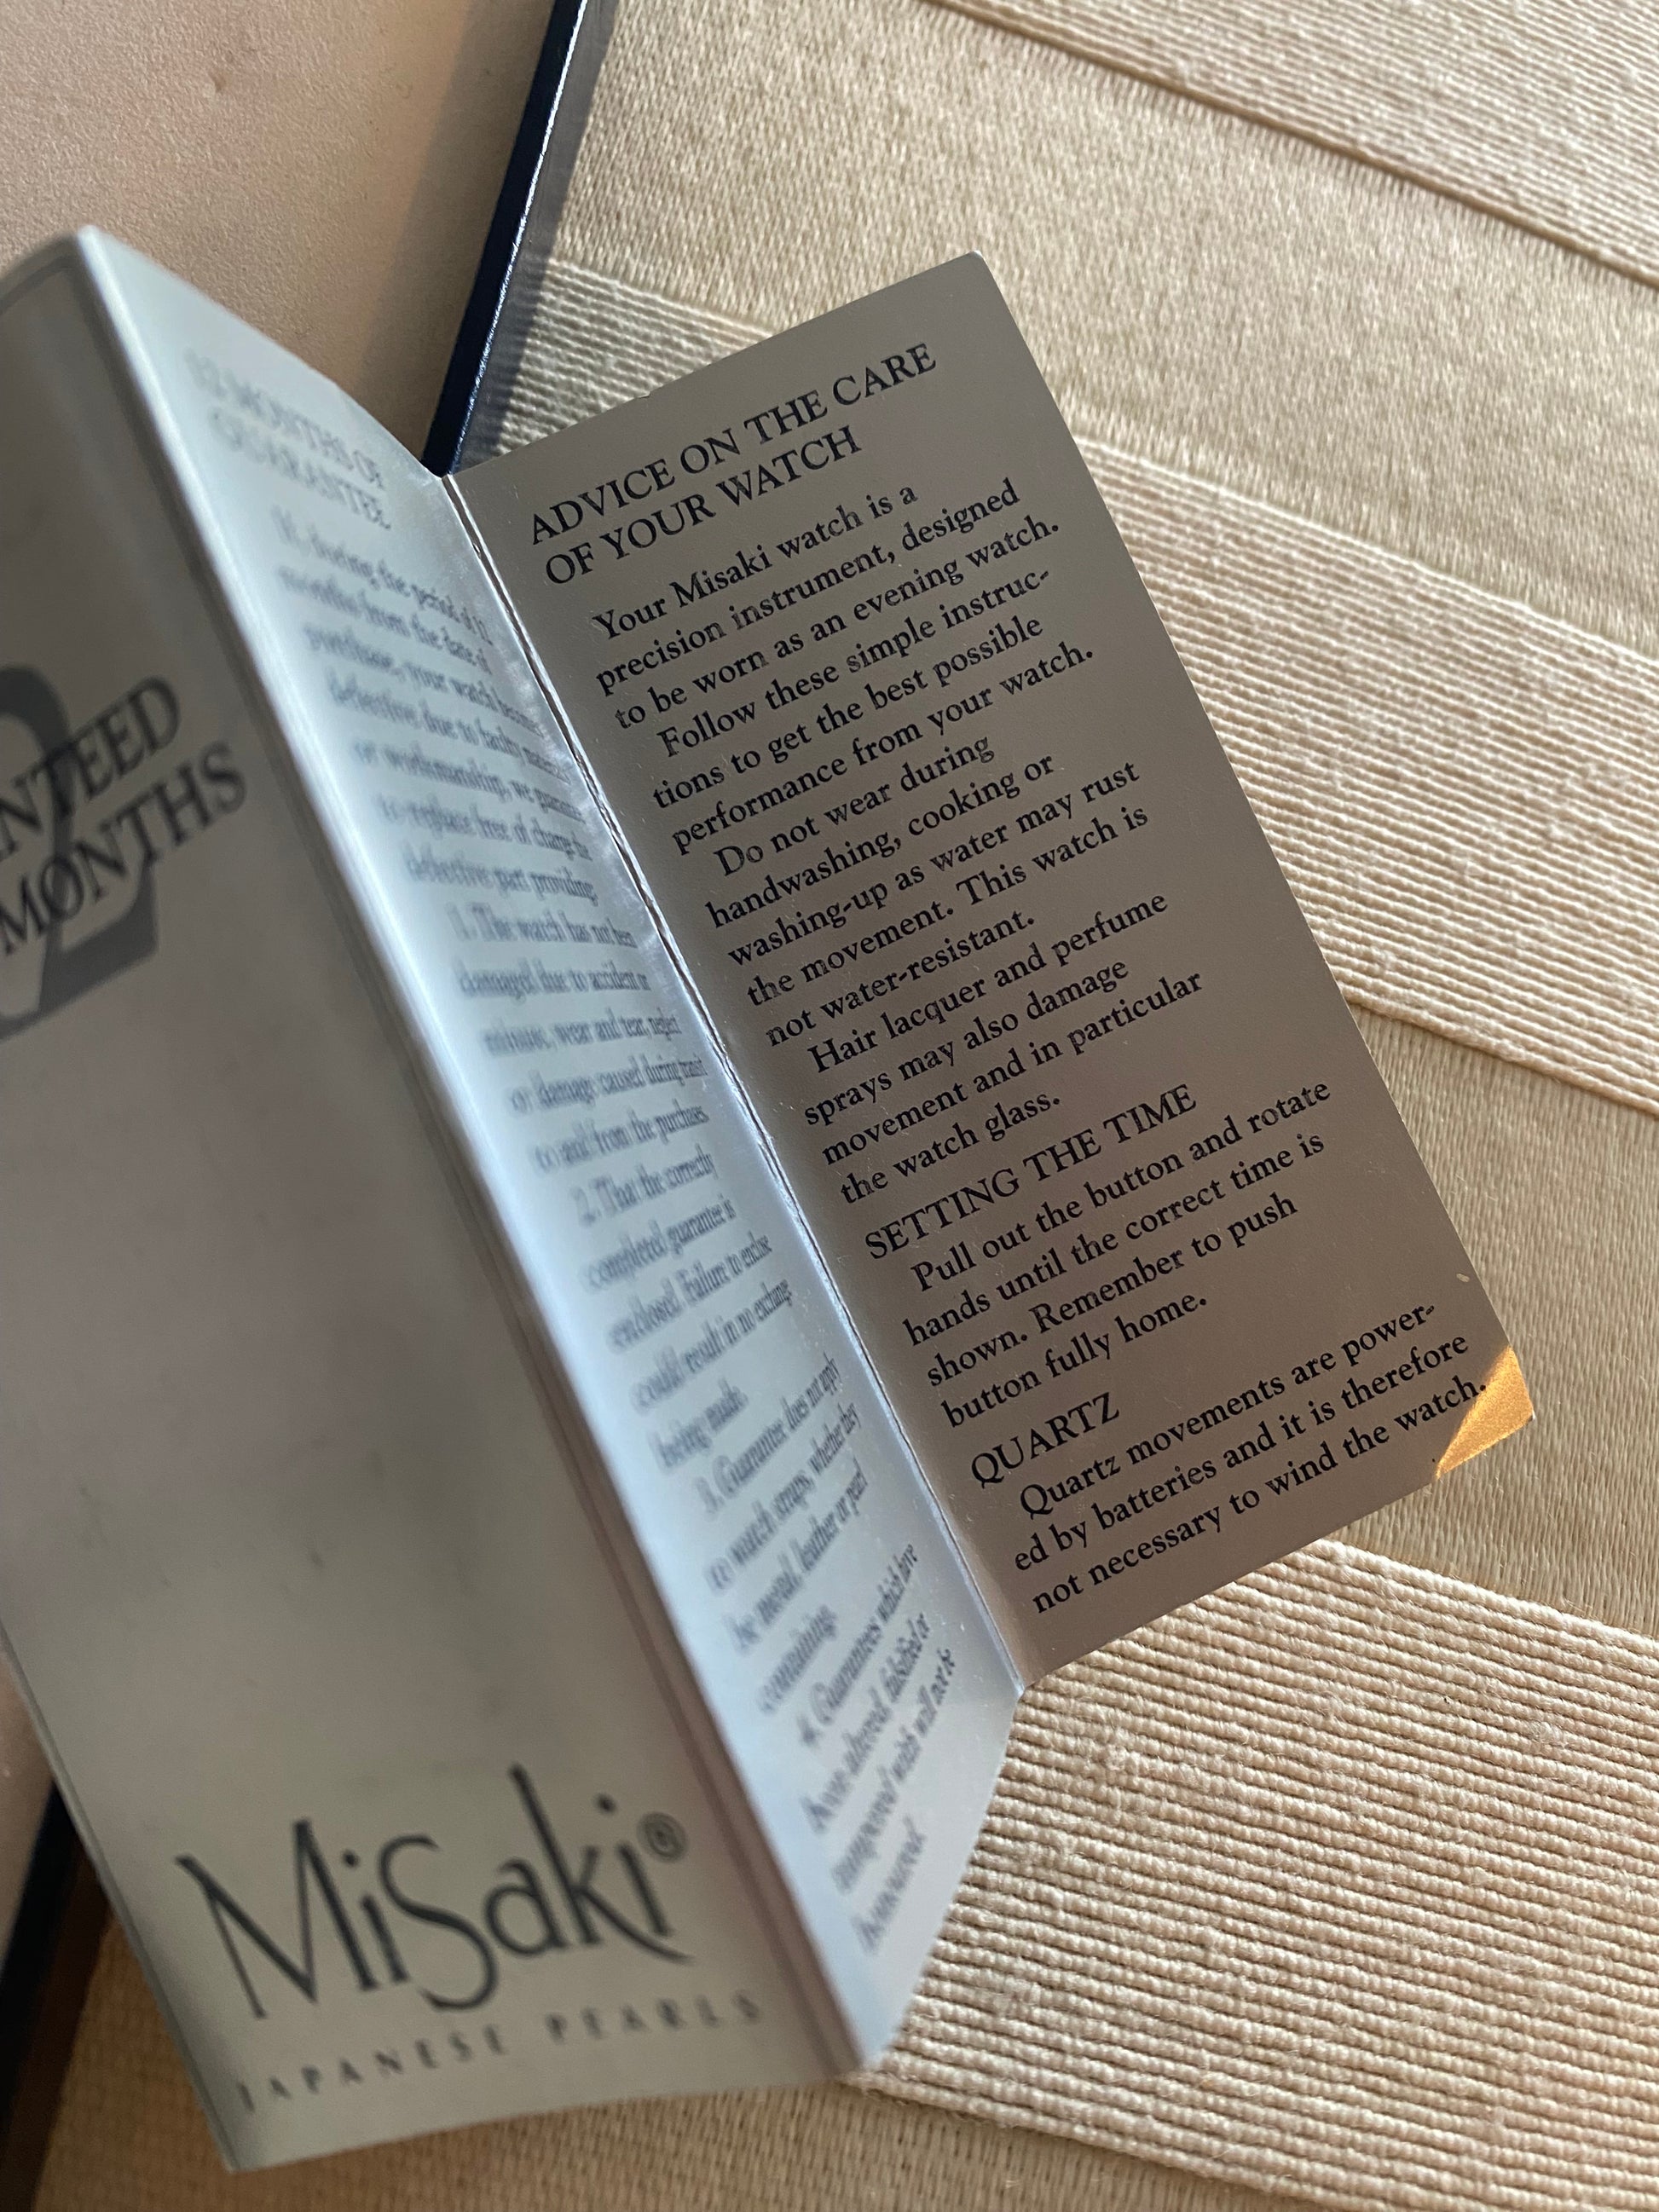 2
NTEED
MONTHS
MiSaki®
JAPANESE PEARLS
12 MONTHS OF
GUARANTEE
During the period of 12
months from the date of
purchase, your watch
defective due to faulty
or workmanship, we
to replace free of charge the
defective part providing
1. The watch has not been
damaged due to accident or
misuse, wear and tear, neglect
or damage caused during transit
to and from the purchaser.
2. That the correctly
completed guarantee is
enclosed. Failure to enclose
could result in no exchange
being made.
3. Guarantee does not apply
to watch straps, whether they
be metal, leather or pearl
containing
4. Guarantees which have
been altered, falsified or
tampered with will not be
honoured.
ADVICE ON THE CARE
OF YOUR WATCH
Your Misaki watch is a
precision instrument, designed
to be worn as an evening watch.
Follow these simple instruc-
tions to get the best possible
performance from your watch.
Do not wear during
handwashing, cooking or
washing-up as water may rust
the movement. This watch is
not water-resistant.
Hair lacquer and perfume
sprays may also damage
movement and in particular
the watch glass.
SETTING THE TIME
Pull out the button and rotate
hands until the correct time is
shown. Remember to push
button fully home.
QUARTZ
Quartz movements are power-
ed by batteries and it is therefore
not necessary to wind the watch.